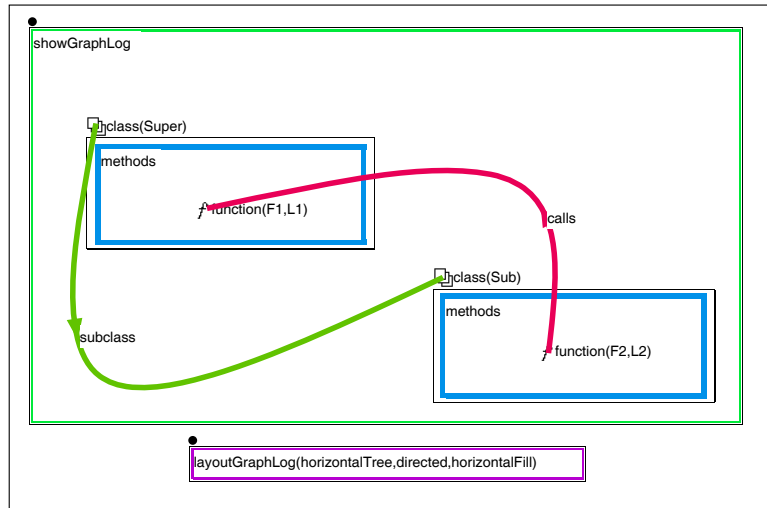 showGraphLog
class(Super)
methods
function(F1,L1)
calls
class(Sub)
methods
subclass
function(F2,L2)
layoutGraphLog(horizontalTree,directed,horizontalFill)